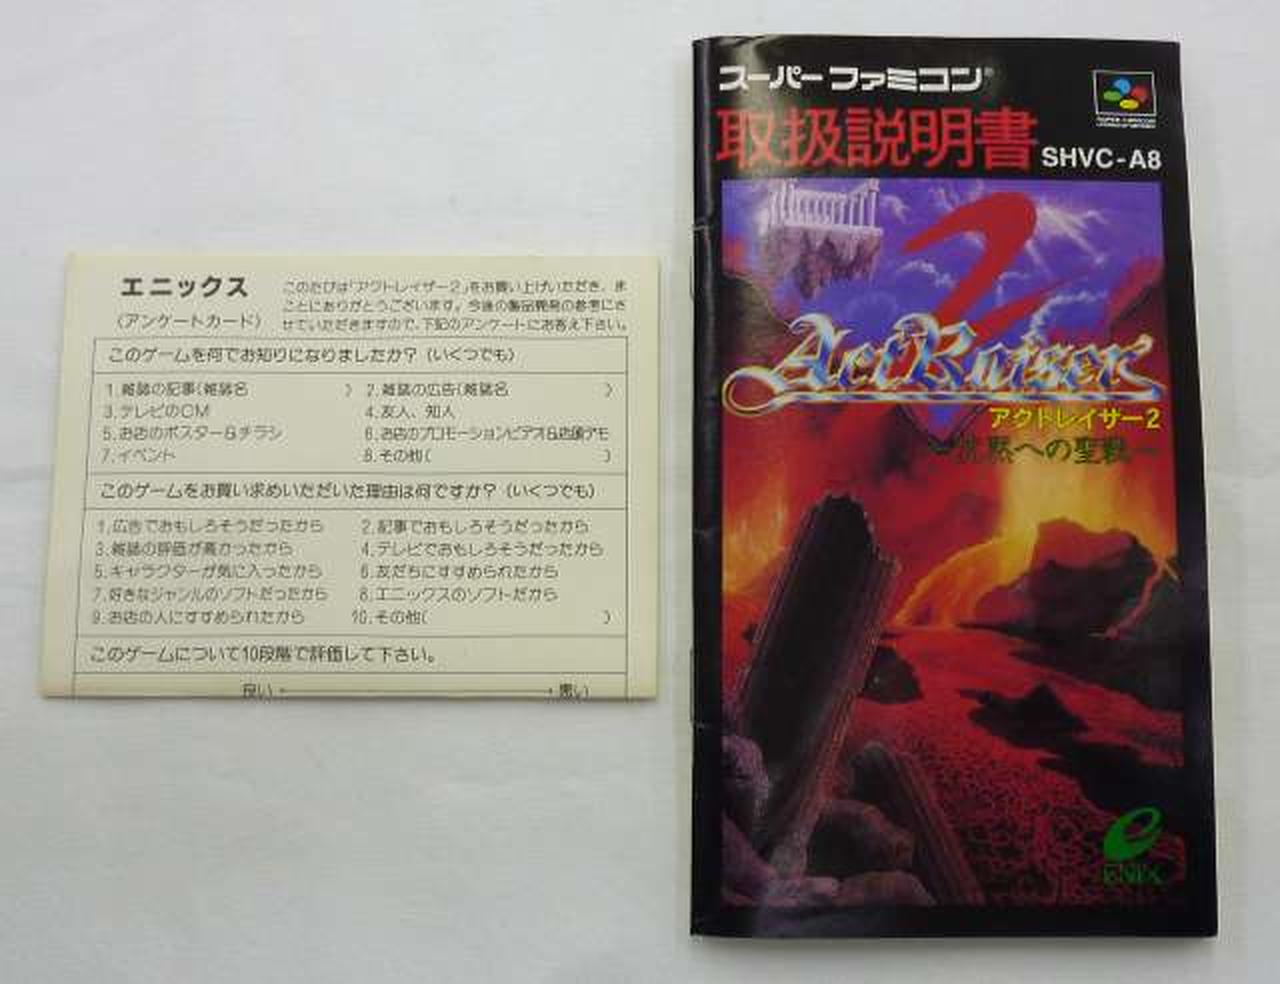 エニックス
(アンケートカード)
このたびは「アクトレイザー2」をお買い上げいただき、ま
ことにありがとうございます。今後の製品開発の参考にさ
せていただきますので、下記のアンケートにお答え下さい。
このゲームを何でお知りになりましたか?(いくつでも)
1.雑誌の記事(雑誌名 ) 2.雑誌の広告(雑誌名 )
3.テレビのCM 4.友人、知人
5.お店のポスター&チラシ 6.お店のプロモーションビデオ&店頭デモ
7.イベント 8.その他( )
このゲームをお買い求めいただいた理由は何ですか?(いくつでも)
1.広告でおもしろそうだったから 2.記事でおもしろそうだったから
3.雑誌の評価が高かったから 4.テレビでおもしろそうだったから
5.キャラクターが気に入ったから 6.友だちにすすめられたから
7.好きなジャンルのソフトだったから 8.エニックスのソフトだから
9.お店の人にすすめられたから 10.その他( )
このゲームについて10段階で評価して下さい。
良い 悪い
スーパーファミコン®
取扱説明書 SHVC-A8
2
ActRaiser
アクトレイザー2
~沈黙への聖戦~
ENIX